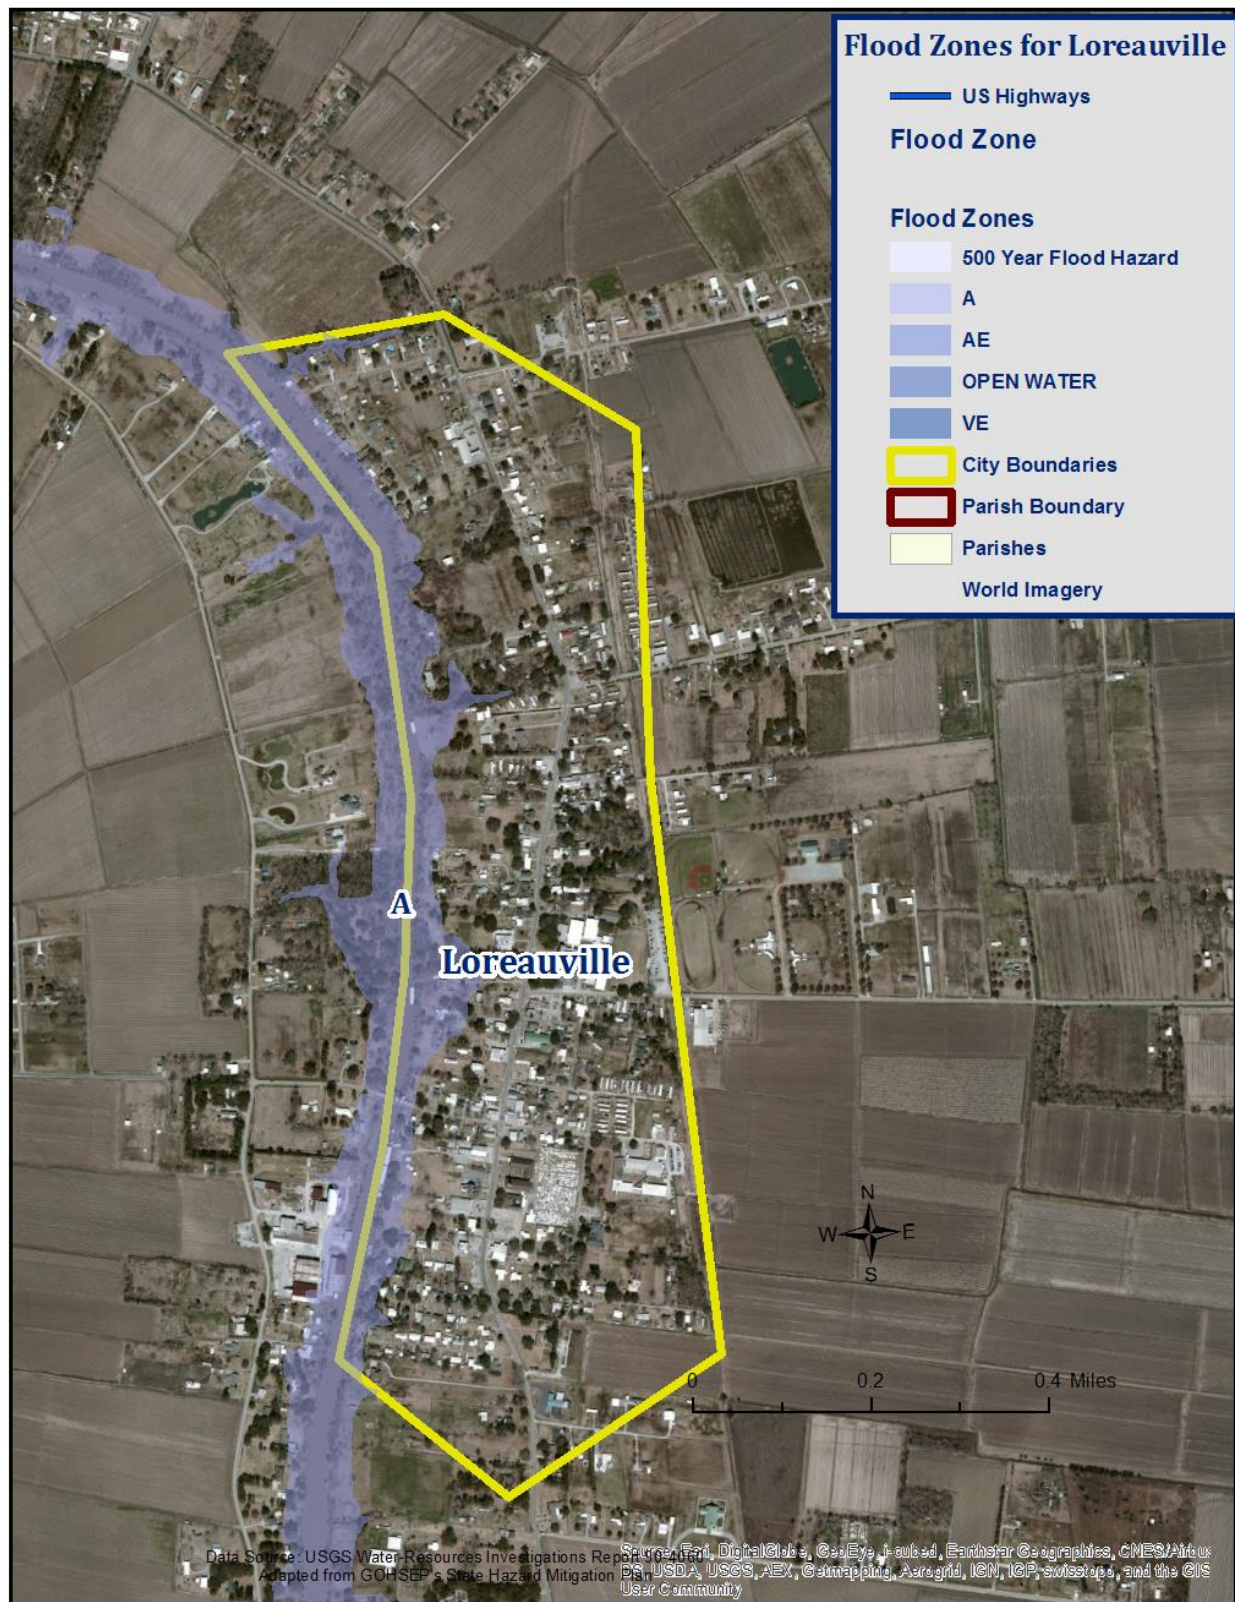 Flood Zones for Loreauville
US Highways
Flood Zone
Flood Zones
500 Year Flood Hazard
A
AE
OPEN WATER
VE
City Boundaries
Parish Boundary
Parishes
World Imagery
A
Loreauville
N
W E
S
0 0.2 0.4 Miles
Data Source: USGS Water-Resources Investigations Report
Adapted from GOHSEP's State Hazard Mitigation Plan
Source: Esri, DigitalGlobe, GeoEye, i-cubed, Earthstar Geographics, CNES/Airbus
DS, USDA, USGS, AEX, Getmapping, Aerogrid, IGN, IGP, swisstopo, and the GIS
User Community